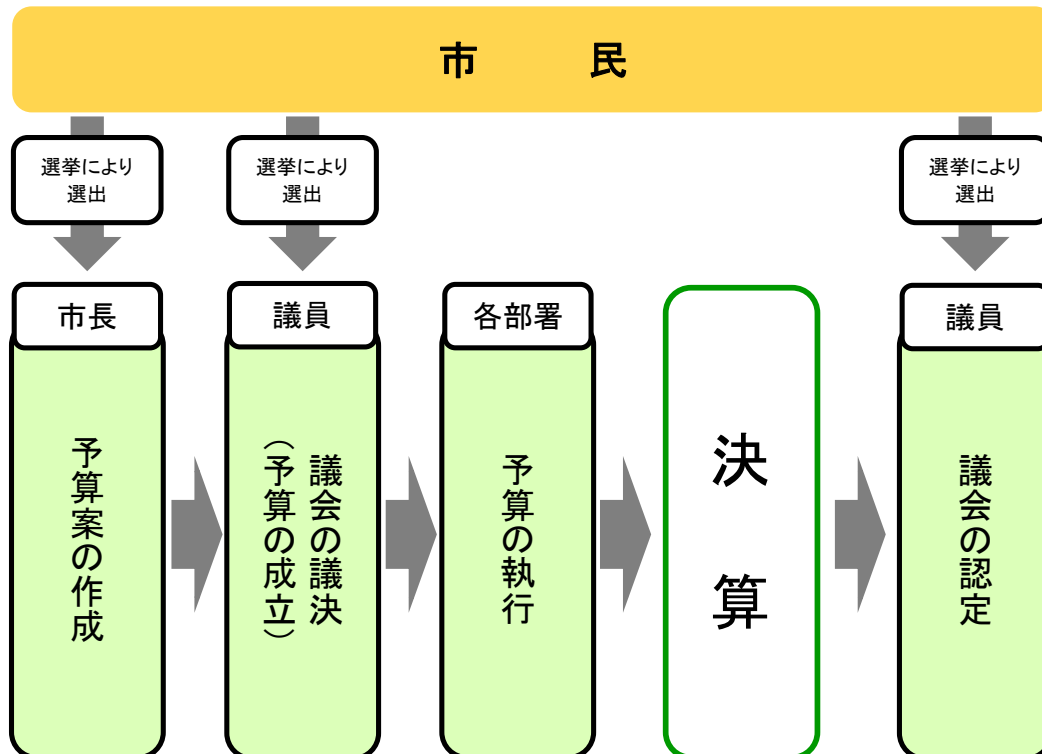 市　民
選挙により
選出
選挙により
選出
選挙により
選出
市長
議員
各部署
議員
予算案の作成
議会の議決
（予算の成立）
予算の執行
決算
議会の認定